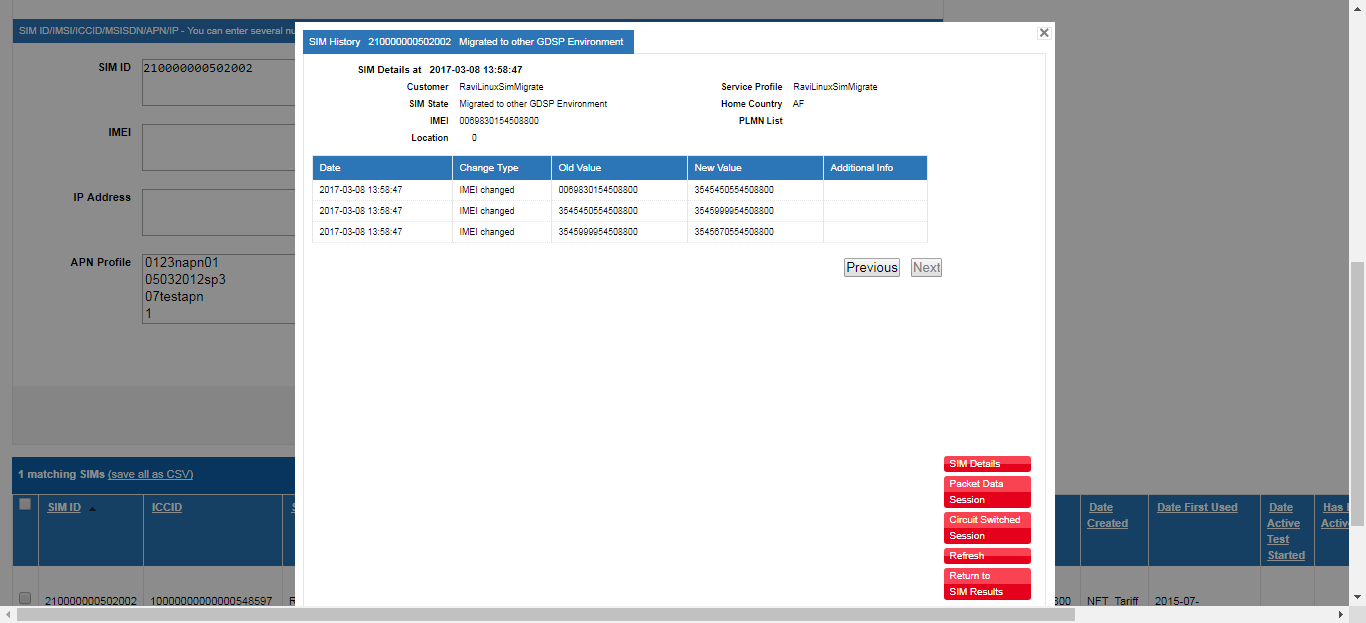 SIM ID/IMSI/ICCID/MSISDN/APN/IP - You can enter several
SIM ID 210000000502002
IMEI
IP Address
APN Profile 0123napn01
05032012sp3
07testapn
1
SIM History 210000000502002 Migrated to other GDSP Environment
SIM Details at 2017-03-08 13:58:47
Customer RaviLinuxSimMigrate Service Profile RaviLinuxSimMigrate
SIM State Migrated to other GDSP Environment Home Country AF
IMEI 0069830154508800 PLMN List
Location 0
Date Change Type Old Value New Value Additional Info
2017-03-08 13:58:47 IMEI changed 0069830154508800 3545450554508800
2017-03-08 13:58:47 IMEI changed 3545450554508800 3545999954508800
2017-03-08 13:58:47 IMEI changed 3545999954508800 3545670554508800
Previous Next
SIM Details
Packet Data
Session
Circuit Switched
Session
Refresh
Return to
SIM Results
1 matching SIMs (save all as CSV)
SIM ID ICCID Date Created Date First Used Date Active Test Started Has
210000000502002 10000000000000548597 NFT_Tariff 2015-07-